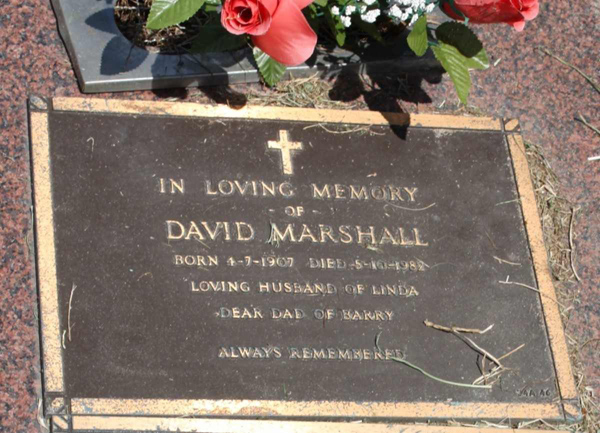 IN LOVING MEMORY
OF
DAVID MARSHALL
BORN 4-7-1907 DIED 5-10-1982
LOVING HUSBAND OF LINDA
DEAR DAD OF BARRY
ALWAYS REMEMBERED